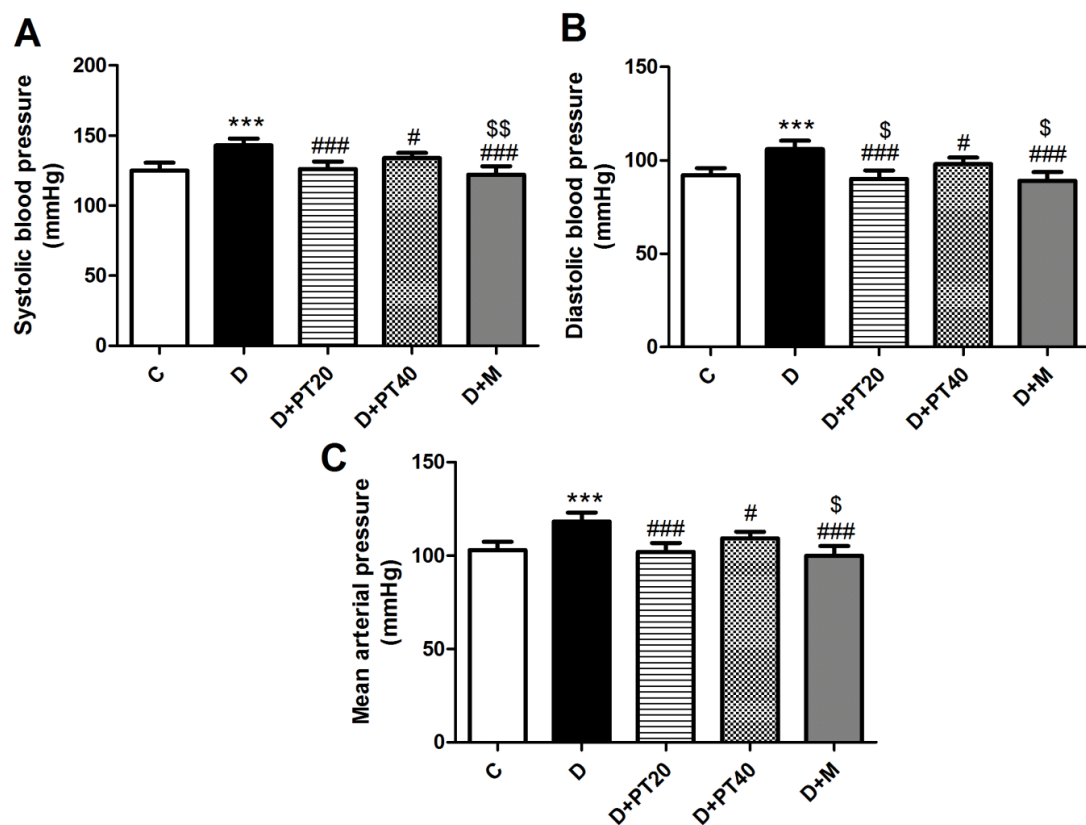 A
Systolic blood pressure
(mmHg)
200
150
100
50
0
***
###
#
$$
###
C
D
D+PT20
D+PT40
D+M
B
Diastolic blood pressure
(mmHg)
150
100
50
0
***
$
###
#
$
###
C
D
D+PT20
D+PT40
D+M
C
Mean arterial pressure
(mmHg)
150
100
50
0
***
###
#
$
###
C
D
D+PT20
D+PT40
D+M